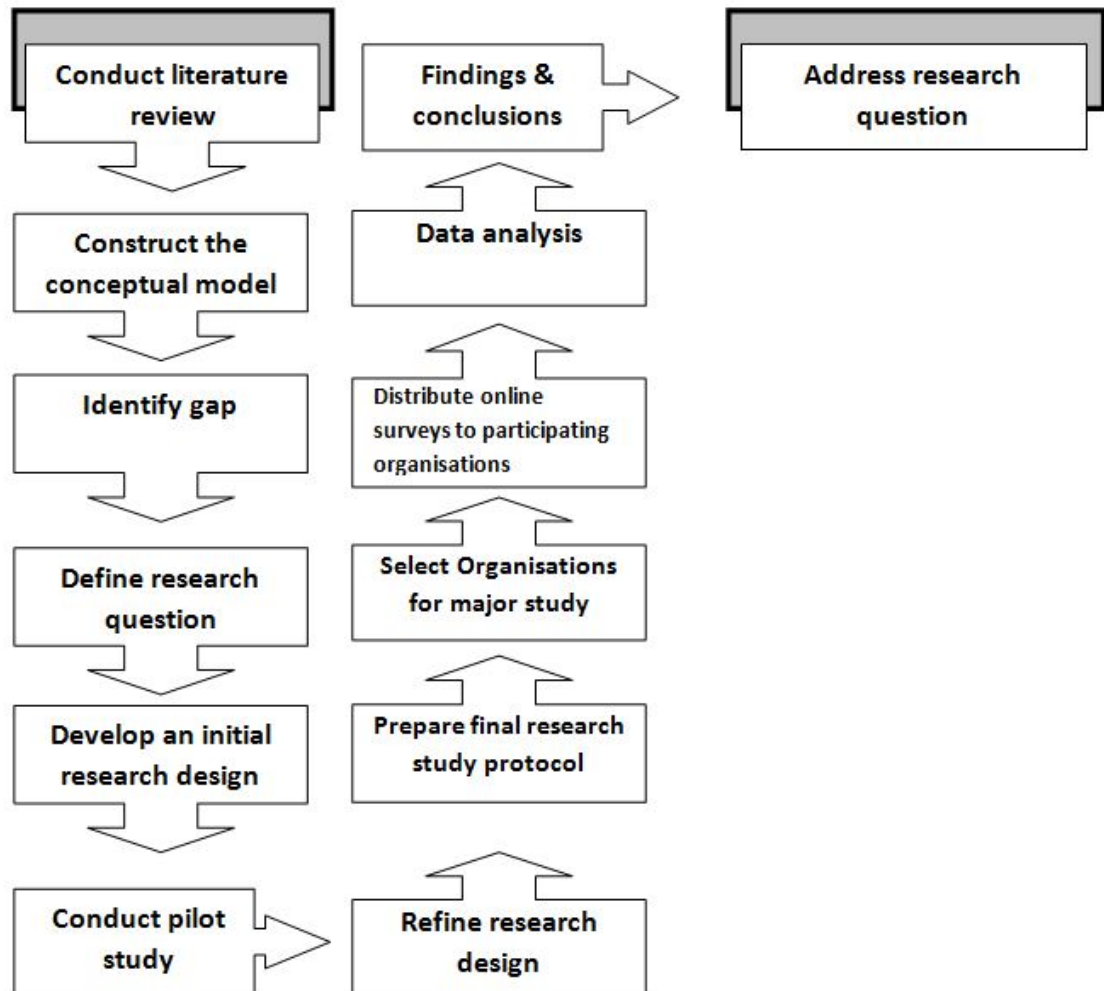 Conduct literature
review
Construct the
conceptual model
Identify gap
Define research
question
Develop an initial
research design
Conduct pilot
study
Refine research
design
Prepare final research
study protocol
Select Organisations
for major study
Distribute online
surveys to participating
organisations
Data analysis
Findings &
conclusions
Address research
question